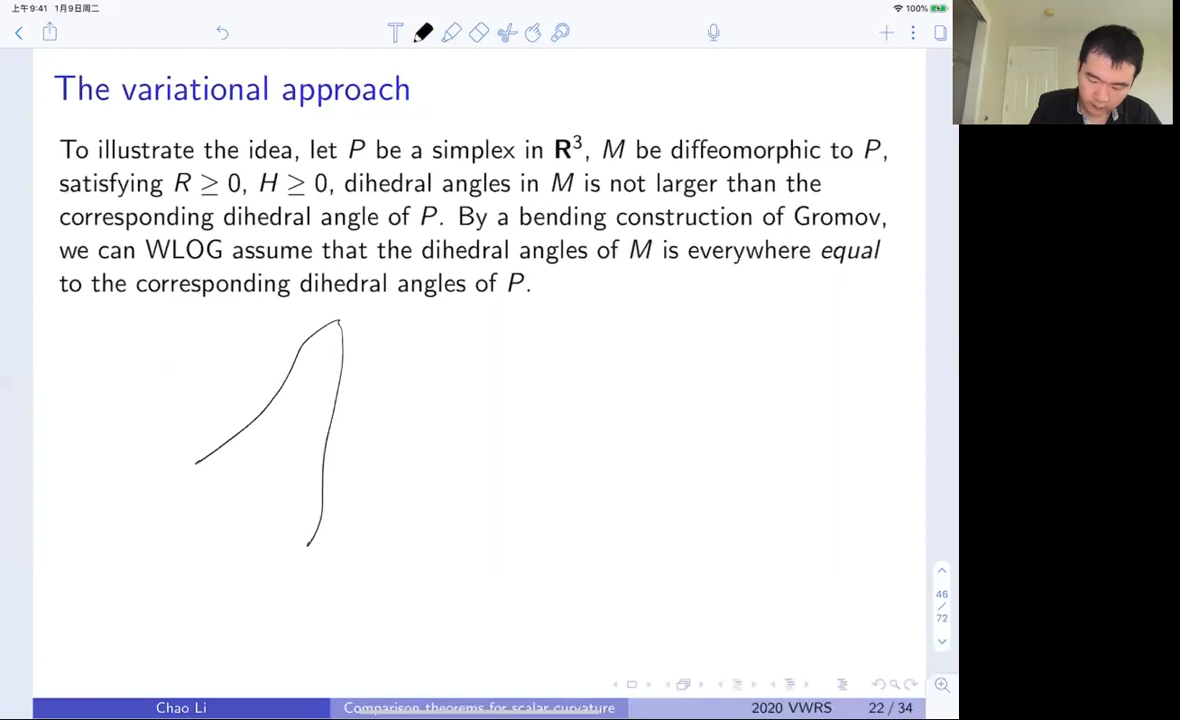 上午9:41 1月9日周二
100%
The variational approach
To illustrate the idea, let P be a simplex in R³, M be diffeomorphic to P,
satisfying R ≥ 0, H ≥ 0, dihedral angles in M is not larger than the
corresponding dihedral angle of P. By a bending construction of Gromov,
we can WLOG assume that the dihedral angles of M is everywhere equal
to the corresponding dihedral angles of P.
46
/
72
Chao Li Comparison theorems for scalar curvature 2020 VWRS 22 / 34